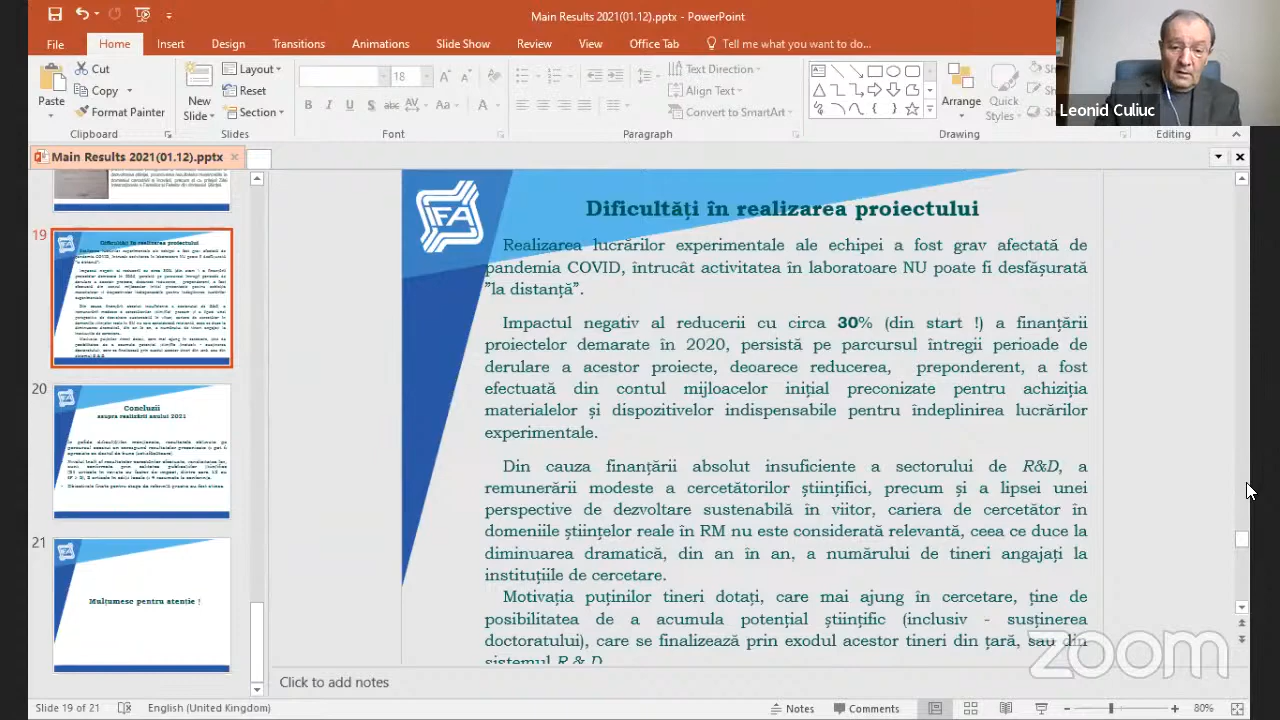 Main Results 2021(01.12).pptx - PowerPoint
File Home Insert Design Transitions Animations Slide Show Review View Office Tab Tell me what you want to do...
Paste
Cut
Copy
Format Painter
Clipboard
New Slide
Layout
Reset
Section
Slides
18
Font
Text Direction
Align Text
Convert to SmartArt
Paragraph
Arrange
Quick Styles
Drawing
Editing
Leonid Culiuc
Main Results 2021(01.12).pptx
19
Dificultăți în realizarea proiectului
20
Concluzii
asupra realizării anului 2021
21
Mulțumesc pentru atenție !
IFA
Dificultăți în realizarea proiectului
Realizarea lucrărilor experimentale
a fost grav afectată de
pandemia COVID, întrucât activitatea în laboratoare NU poate fi desfășurată
"la distanță"
Impactul negativ al reducerii cu circa 30% (din start !) a finanțării
proiectelor demarate în 2020, persistă pe parcursul întregii perioade de
derulare a acestor proiecte, deoarece reducerea, preponderent, a fost
efectuată din contul mijloacelor inițial preconizate pentru achiziția
materialelor și dispozitivelor indispensabile pentru îndeplinirea lucrărilor
experimentale.
Din cauza finanțării absolut insuficiente a sectorului de R&D, a
remunerării modeste a cercetătorilor științifici, precum și a lipsei unei
perspective de dezvoltare sustenabilă în viitor, cariera de cercetător în
domeniile științelor reale în RM nu este considerată relevantă, ceea ce duce la
diminuarea dramatică, din an în an, a numărului de tineri angajați la
instituțiile de cercetare.
Motivația puținilor tineri dotați, care mai ajung în cercetare, ține de
posibilitatea de a acumula potențial științific (inclusiv - susținerea
doctoratului), care se finalizează prin exodul acestor tineri din țară, sau din
sistemul R & D
zoom
Click to add notes
Slide 19 of 21 English (United Kingdom) Notes Comments 80%